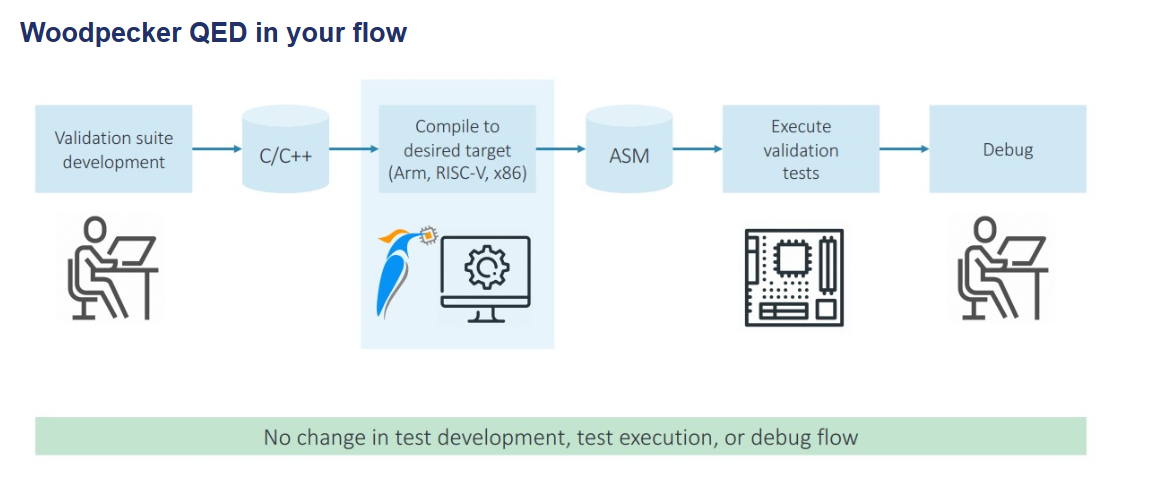 Woodpecker QED in your flow
Validation suite
development
C/C++
Compile to
desired target
(Arm, RISC-V, x86)
ASM
Execute
validation
tests
Debug
No change in test development, test execution, or debug flow